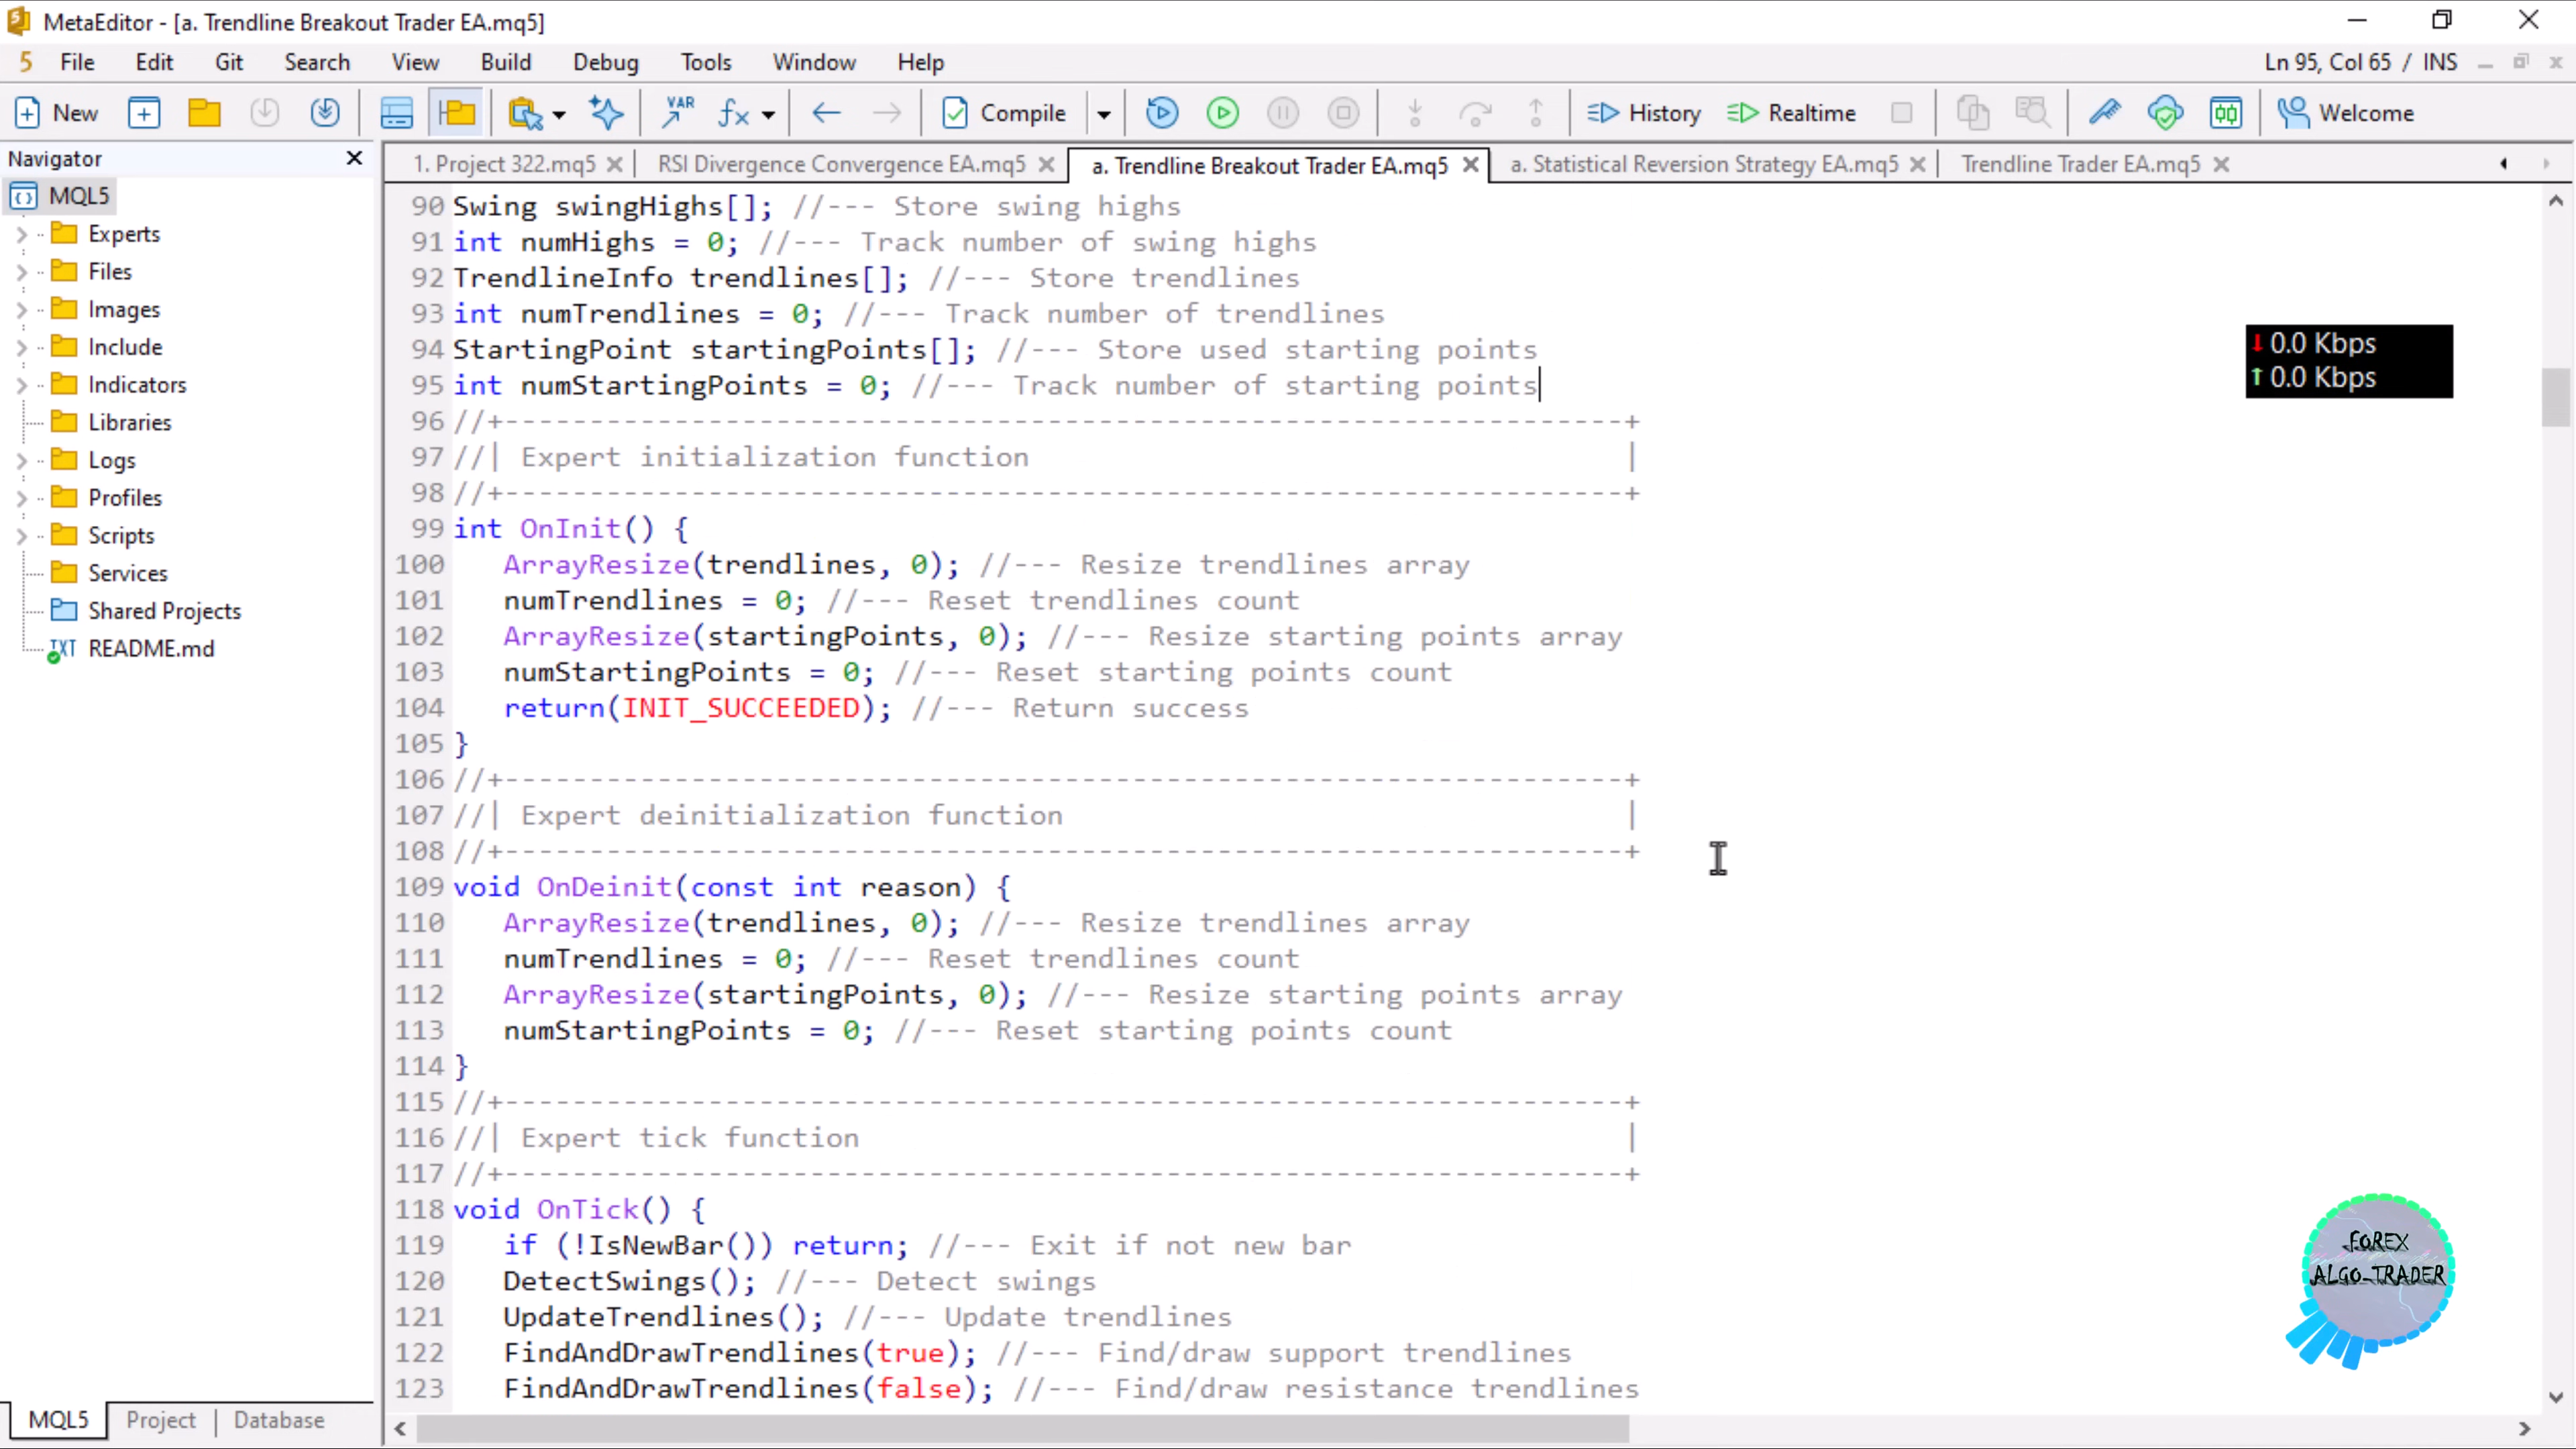 MetaEditor - [a. Trendline Breakout Trader EA.mq5]
5 File Edit Git Search View Build Debug Tools Window Help Ln 95, Col 65 / INS
New VAR fx Compile History Realtime Welcome
Navigator
1. Project 322.mq5 RSI Divergence Convergence EA.mq5 a. Trendline Breakout Trader EA.mq5 a. Statistical Reversion Strategy EA.mq5 Trendline Trader EA.mq5
MQL5
Experts
Files
Images
Include
Indicators
Libraries
Logs
Profiles
Scripts
Services
Shared Projects
TXT README.md
90 Swing swingHighs[]; //--- Store swing highs
91 int numHighs = 0; //--- Track number of swing highs
92 TrendlineInfo trendlines[]; //--- Store trendlines
93 int numTrendlines = 0; //--- Track number of trendlines
94 StartingPoint startingPoints[]; //--- Store used starting points
95 int numStartingPoints = 0; //--- Track number of starting points
96 //+------------------------------------------------------------------+
97 //| Expert initialization function                                   |
98 //+------------------------------------------------------------------+
99 int OnInit() {
100    ArrayResize(trendlines, 0); //--- Resize trendlines array
101    numTrendlines = 0; //--- Reset trendlines count
102    ArrayResize(startingPoints, 0); //--- Resize starting points array
103    numStartingPoints = 0; //--- Reset starting points count
104    return(INIT_SUCCEEDED); //--- Return success
105 }
106 //+------------------------------------------------------------------+
107 //| Expert deinitialization function                                 |
108 //+------------------------------------------------------------------+
109 void OnDeinit(const int reason) {
110    ArrayResize(trendlines, 0); //--- Resize trendlines array
111    numTrendlines = 0; //--- Reset trendlines count
112    ArrayResize(startingPoints, 0); //--- Resize starting points array
113    numStartingPoints = 0; //--- Reset starting points count
114 }
115 //+------------------------------------------------------------------+
116 //| Expert tick function                                             |
117 //+------------------------------------------------------------------+
118 void OnTick() {
119    if (!IsNewBar()) return; //--- Exit if not new bar
120    DetectSwings(); //--- Detect swings
121    UpdateTrendlines(); //--- Update trendlines
122    FindAndDrawTrendlines(true); //--- Find/draw support trendlines
123    FindAndDrawTrendlines(false); //--- Find/draw resistance trendlines
0.0 Kbps
0.0 Kbps
FOREX
ALGO-TRADER
MQL5 Project Database